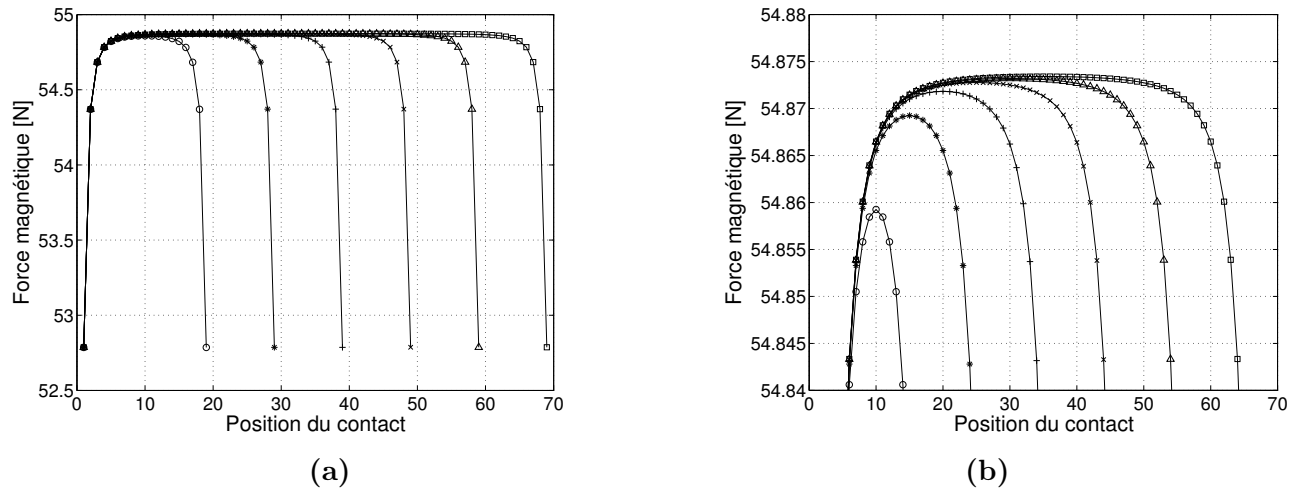 55
54.5
54
53.5
53
52.5
0 10 20 30 40 50 60 70
Force magnétique [N]
Position du contact
(a)
54.88
54.875
54.87
54.865
54.86
54.855
54.85
54.845
54.84
0 10 20 30 40 50 60 70
Force magnétique [N]
Position du contact
(b)